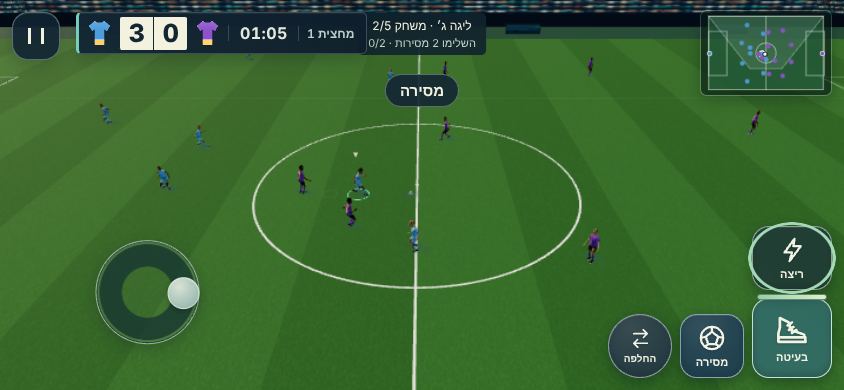 3 0
01:05
מחצית 1
ליגה ג׳ · משחק 2/5
השלימו 2 מסירות · 0/2
מסירה
ריצה
בעיטה
מסירה
החלפה